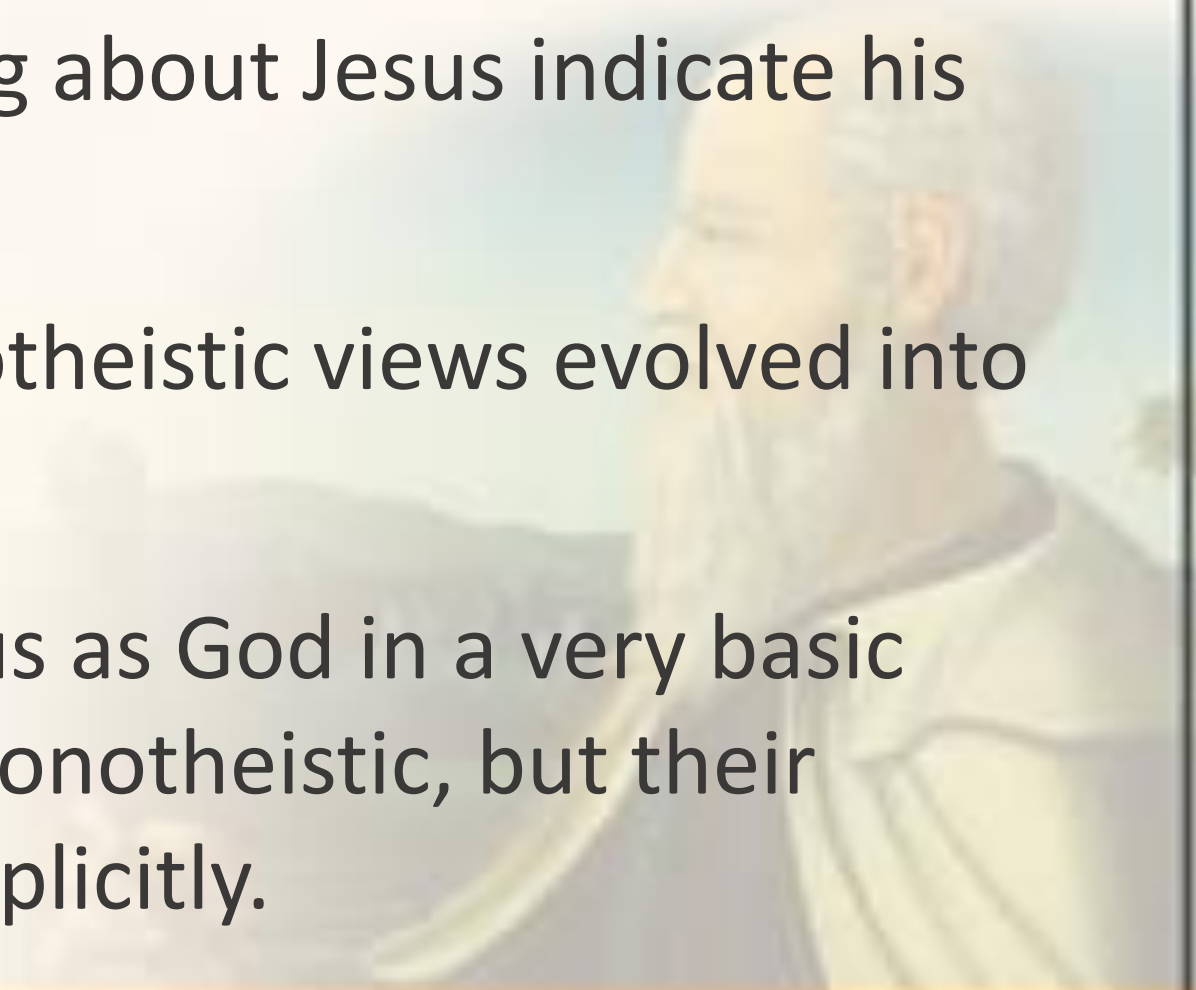 g about Jesus indicate his
otheistic views evolved into
us as God in a very basic
onotheistic, but their
plicitly.